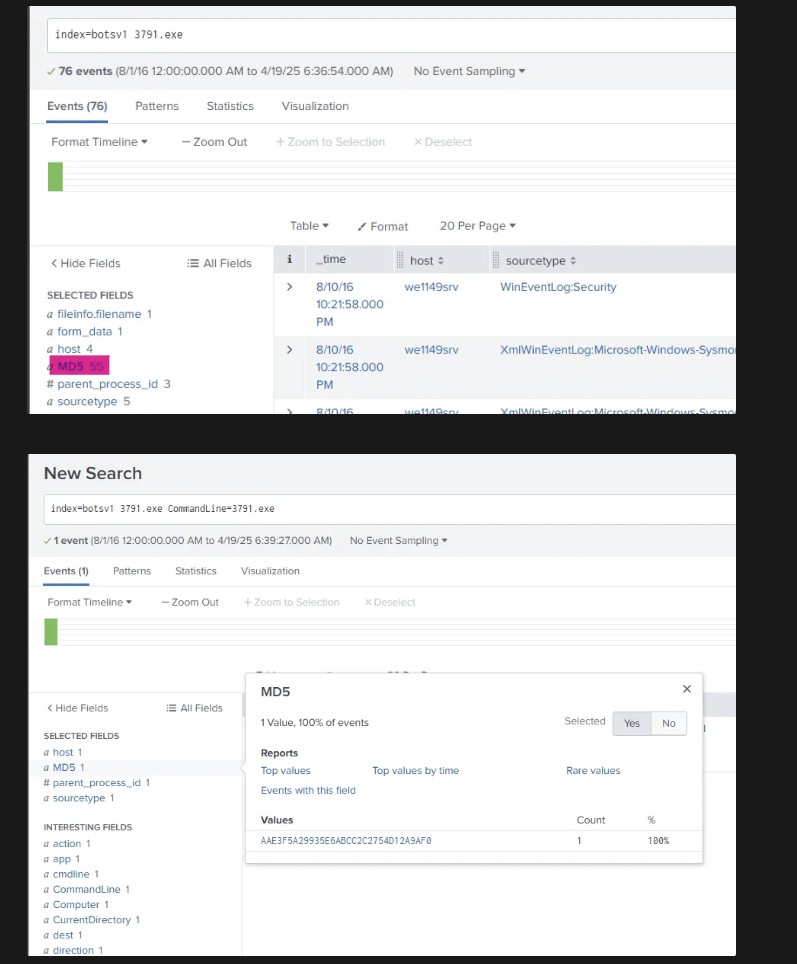 index=botsv1 3791.exe
76 events (8/1/16 12:00:00.000 AM to 4/19/25 6:36:54.000 AM) No Event Sampling
Events (76) Patterns Statistics Visualization
Format Timeline — Zoom Out + Zoom to Selection × Deselect
Table Format 20 Per Page
< Hide Fields All Fields i _time host sourcetype
SELECTED FIELDS
a fileinfo.filename 1
a form_data 1
a host 4
a MD5 55
# parent_process_id 3
a sourcetype 5
> 8/10/16 we1149srv WinEventLog:Security
10:21:58.000
PM
> 8/10/16 we1149srv XmlWinEventLog:Microsoft-Windows-Sysmo
10:21:58.000
PM
> 8/10/16 we1149srv XmlWinEventLog:Microsoft-Windows-Sysmo
New Search
index=botsv1 3791.exe CommandLine=3791.exe
1 event (8/1/16 12:00:00.000 AM to 4/19/25 6:39:27.000 AM) No Event Sampling
Events (1) Patterns Statistics Visualization
Format Timeline — Zoom Out + Zoom to Selection × Deselect
< Hide Fields All Fields
SELECTED FIELDS
a host 1
a MD5 1
# parent_process_id 1
a sourcetype 1
INTERESTING FIELDS
a action 1
a app 1
a cmdline 1
a CommandLine 1
a Computer 1
a CurrentDirectory 1
a dest 1
a direction 1
MD5 ×
1 Value, 100% of events Selected Yes No
Reports
Top values Top values by time Rare values
Events with this field
Values Count %
AAE3F5A29935E6ABCC2C2754D12A9AF0 1 100%